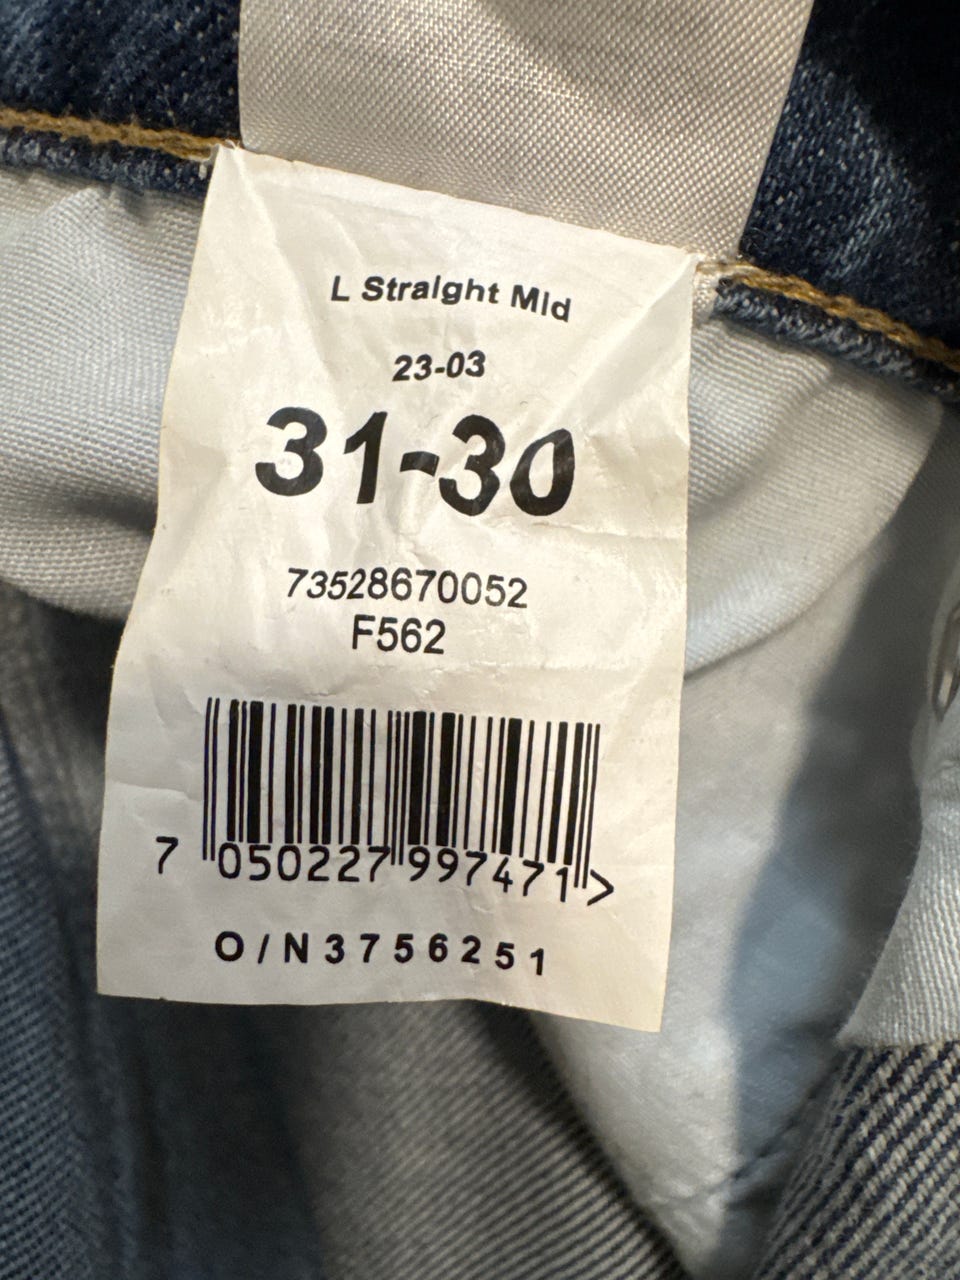 L Straight Mid
23-03
31-30
73528670052
F562
7 050227 997471 >
O/N3756251